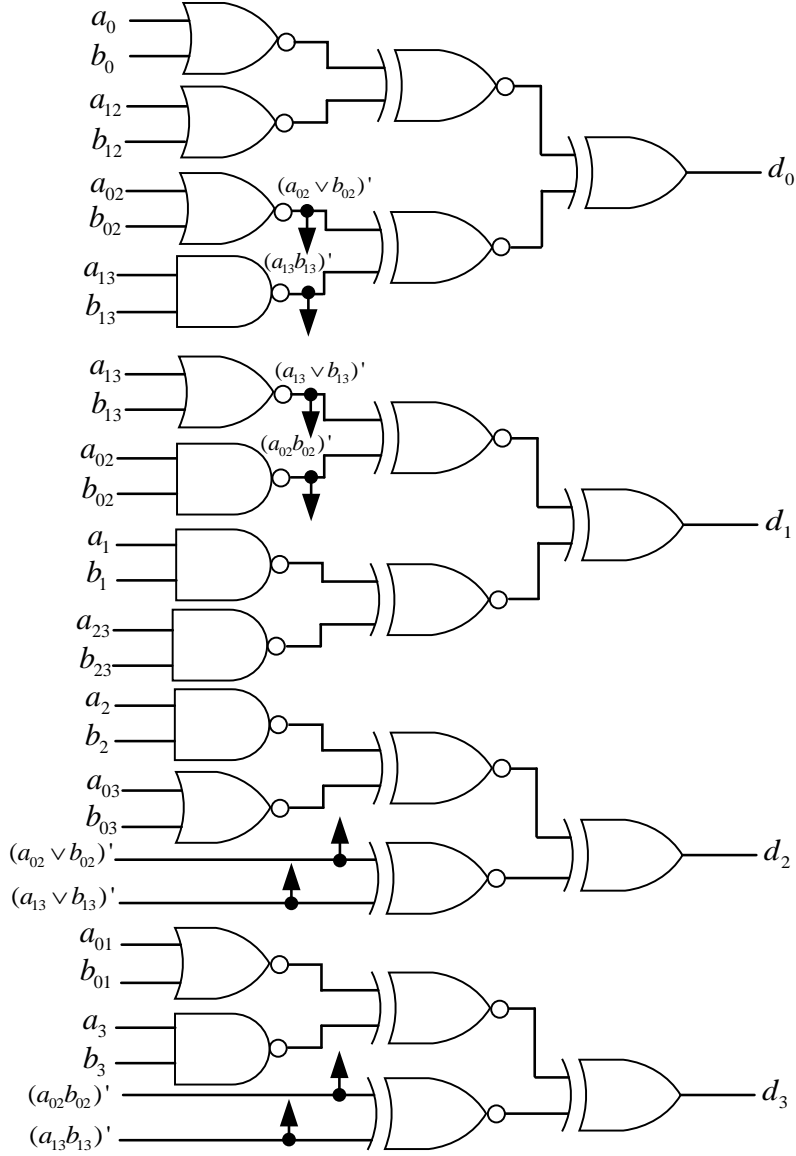 a₀
b₀
a₁₂
b₁₂
a₀₂
b₀₂
(a₀₂ ∨ b₀₂)'
d₀
a₁₃
b₁₃
(a₁₃b₁₃)'
a₁₃
b₁₃
(a₁₃ ∨ b₁₃)'
a₀₂
b₀₂
(a₀₂b₀₂)'
d₁
a₁
b₁
a₂₃
b₂₃
a₂
b₂
a₀₃
b₀₃
(a₀₂ ∨ b₀₂)'
d₂
(a₁₃ ∨ b₁₃)'
a₀₁
b₀₁
a₃
b₃
(a₀₂b₀₂)'
d₃
(a₁₃b₁₃)'